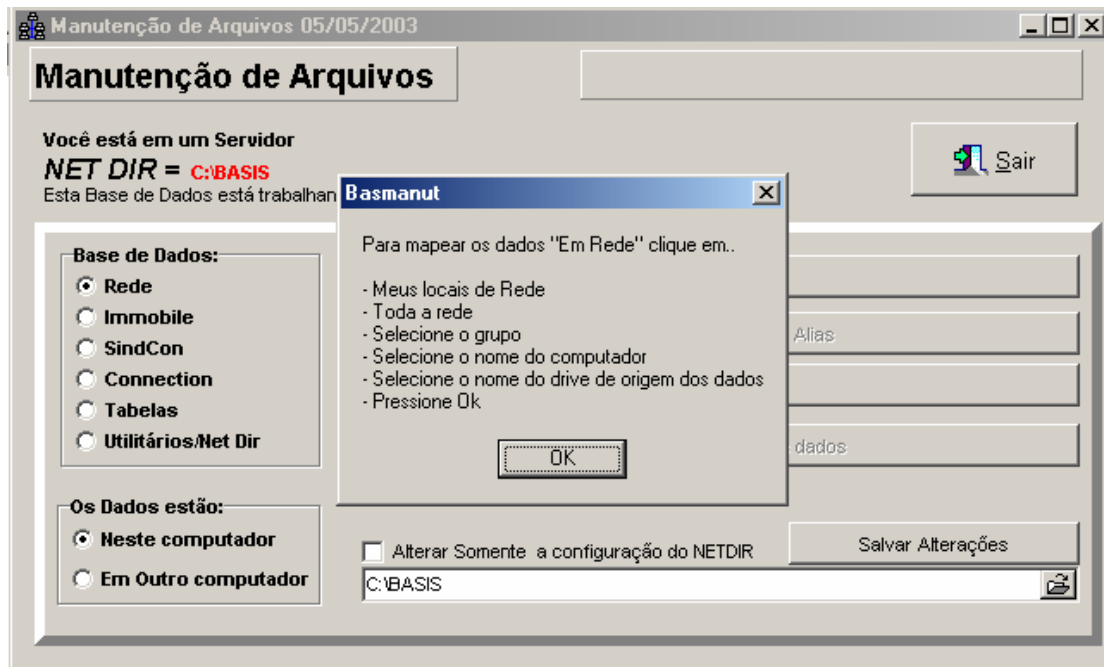 Manutenção de Arquivos 05/05/2003
Manutenção de Arquivos
Você está em um Servidor
NET DIR = C:\BASIS
Sair
Esta Base de Dados está trabalhan
Basmanut
Para mapear os dados "Em Rede" clique em..
- Meus locais de Rede
- Toda a rede
- Selecione o grupo
- Selecione o nome do computador
- Selecione o nome do drive de origem dos dados
- Pressione Ok
OK
Base de Dados:
Rede
Immobile
SindCon
Connection
Tabelas
Utilitários/Net Dir
Alias
dados
Os Dados estão:
Neste computador
Em Outro computador
Alterar Somente a configuração do NETDIR
Salvar Alterações
C:\BASIS